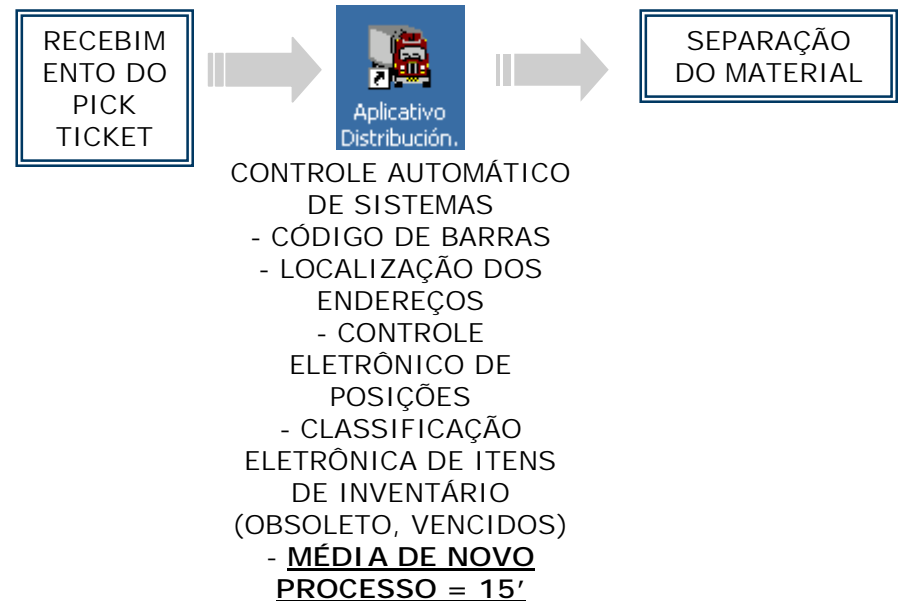 RECEBIM
ENTO DO
PICK
TICKET
Aplicativo
Distribución.
SEPARAÇÃO
DO MATERIAL
CONTROLE AUTOMÁTICO
DE SISTEMAS
- CÓDIGO DE BARRAS
- LOCALIZAÇÃO DOS
ENDEREÇOS
- CONTROLE
ELETRÔNICO DE
POSIÇÕES
- CLASSIFICAÇÃO
ELETRÔNICA DE ITENS
DE INVENTÁRIO
(OBSOLETO, VENCIDOS)
- MÉDIA DE NOVO
PROCESSO = 15’